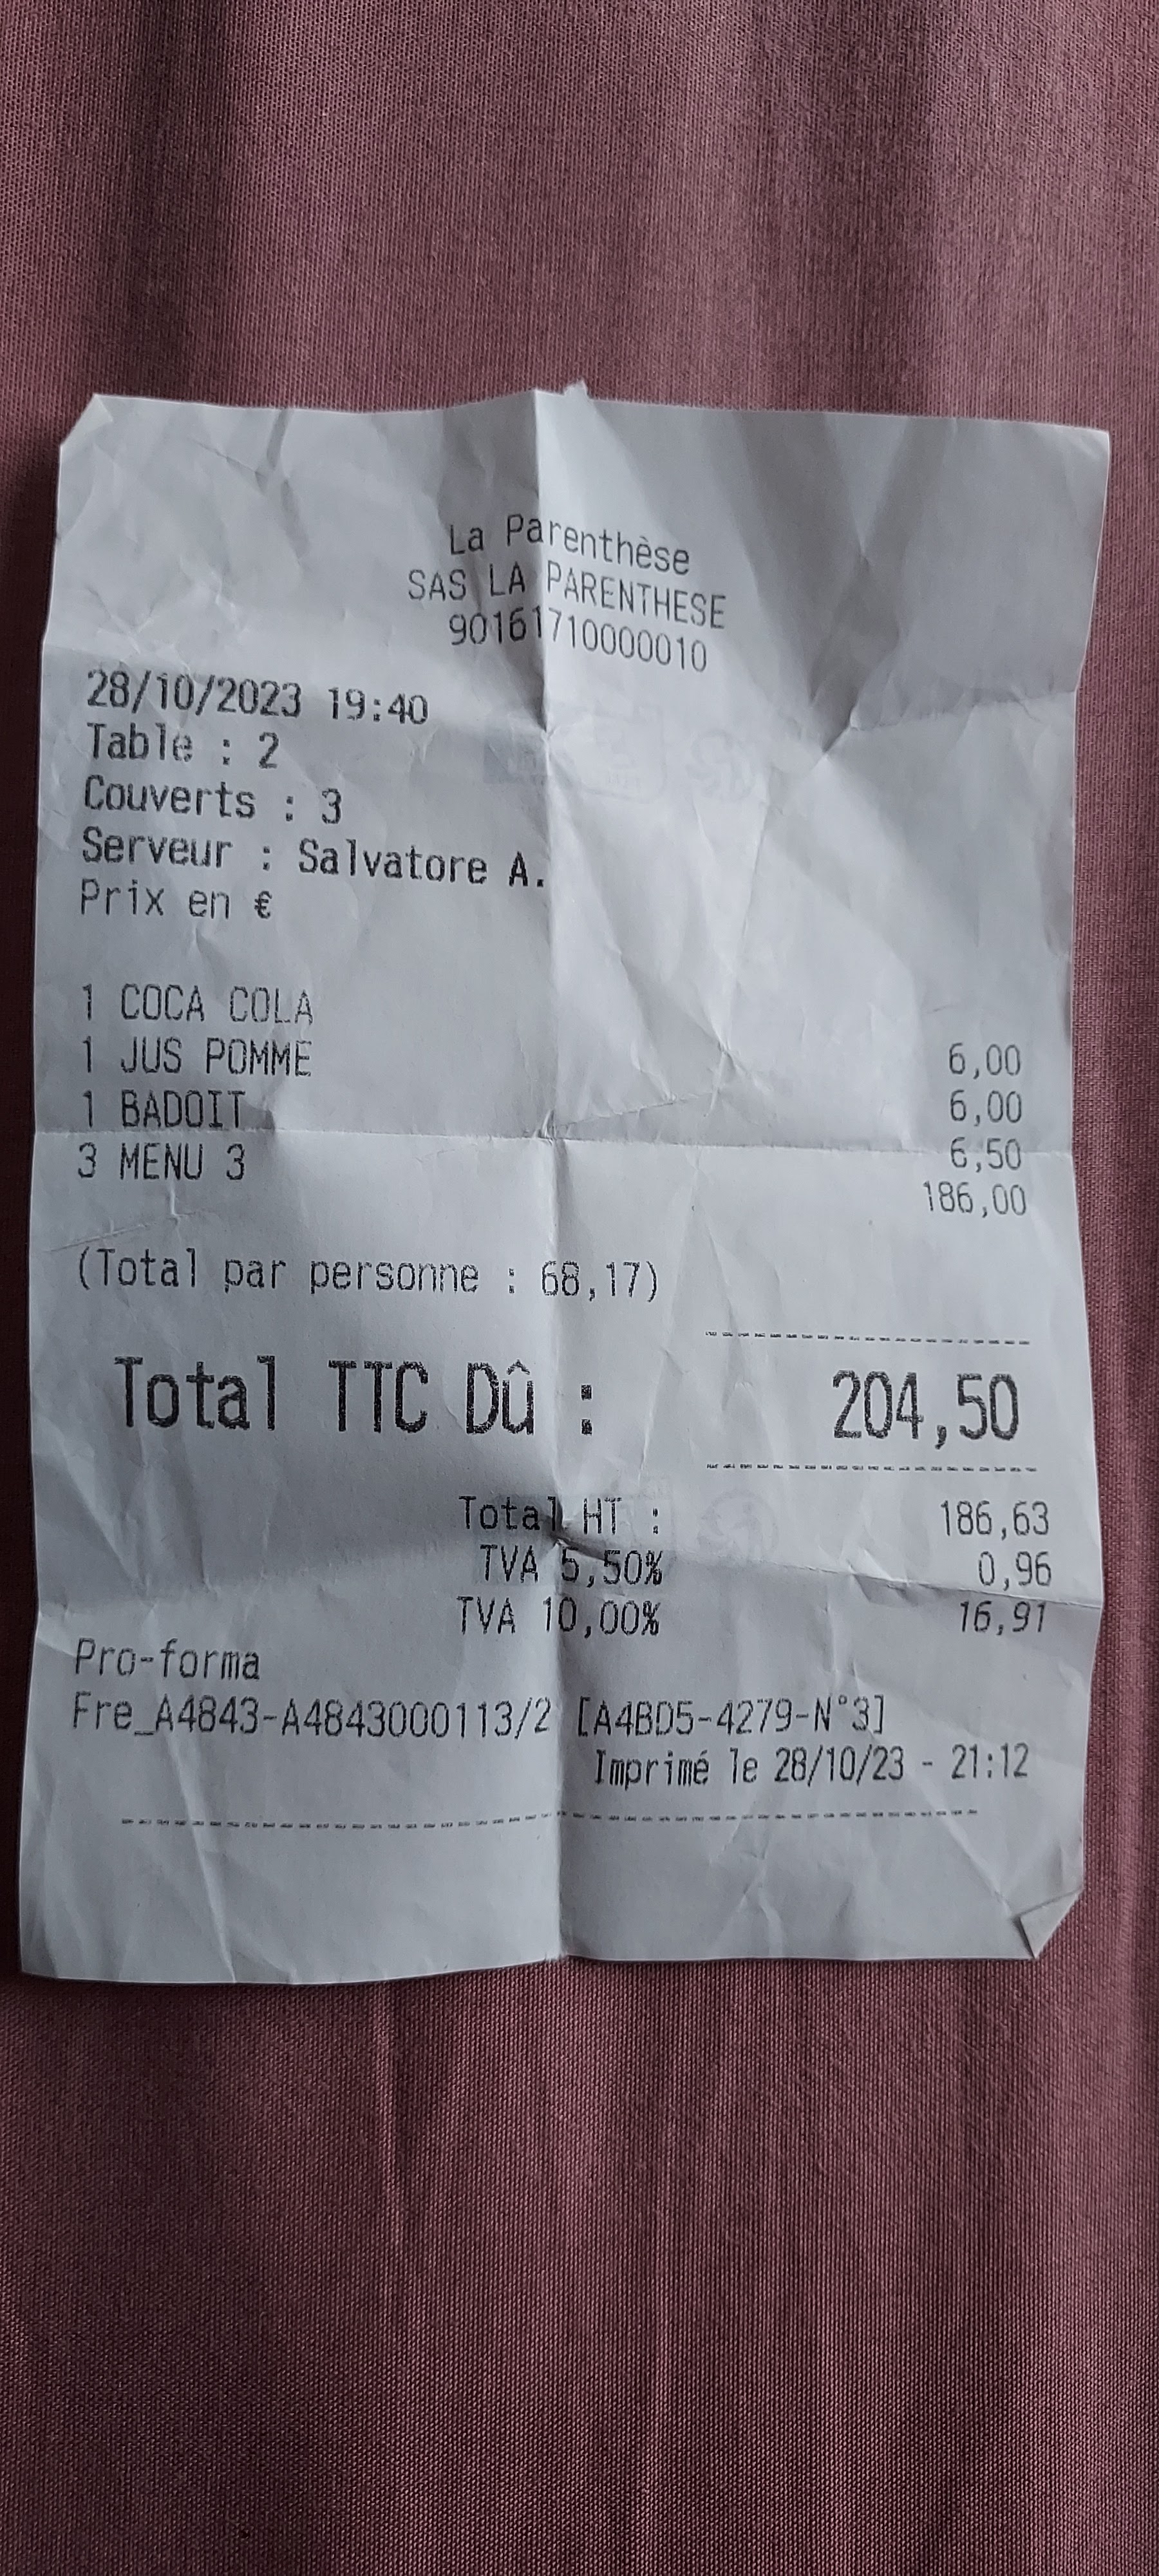 La Parenthèse
SAS LA PARENTHESE
90161710000010
28/10/2023 19:40
Table : 2
Couverts : 3
Serveur : Salvatore A.
Prix en €
1 COCA COLA 6,00
1 JUS POMME 6,00
1 BADOIT 6,50
3 MENU 3 186,00
(Total par personne : 68,17)
Total TTC Dû : 204,50
Total HT : 186,63
TVA 5,50% 0,96
TVA 10,00% 16,91
Pro-forma
Fre_A4843-A4843000113/2 [A4BD5-4279-N°3]
Imprimé le 28/10/23 - 21:12